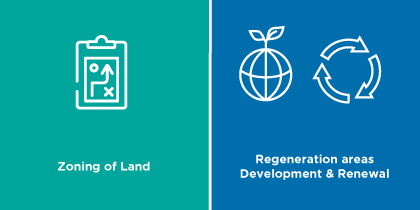 Zoning of Land
Regeneration areas
Development & Renewal